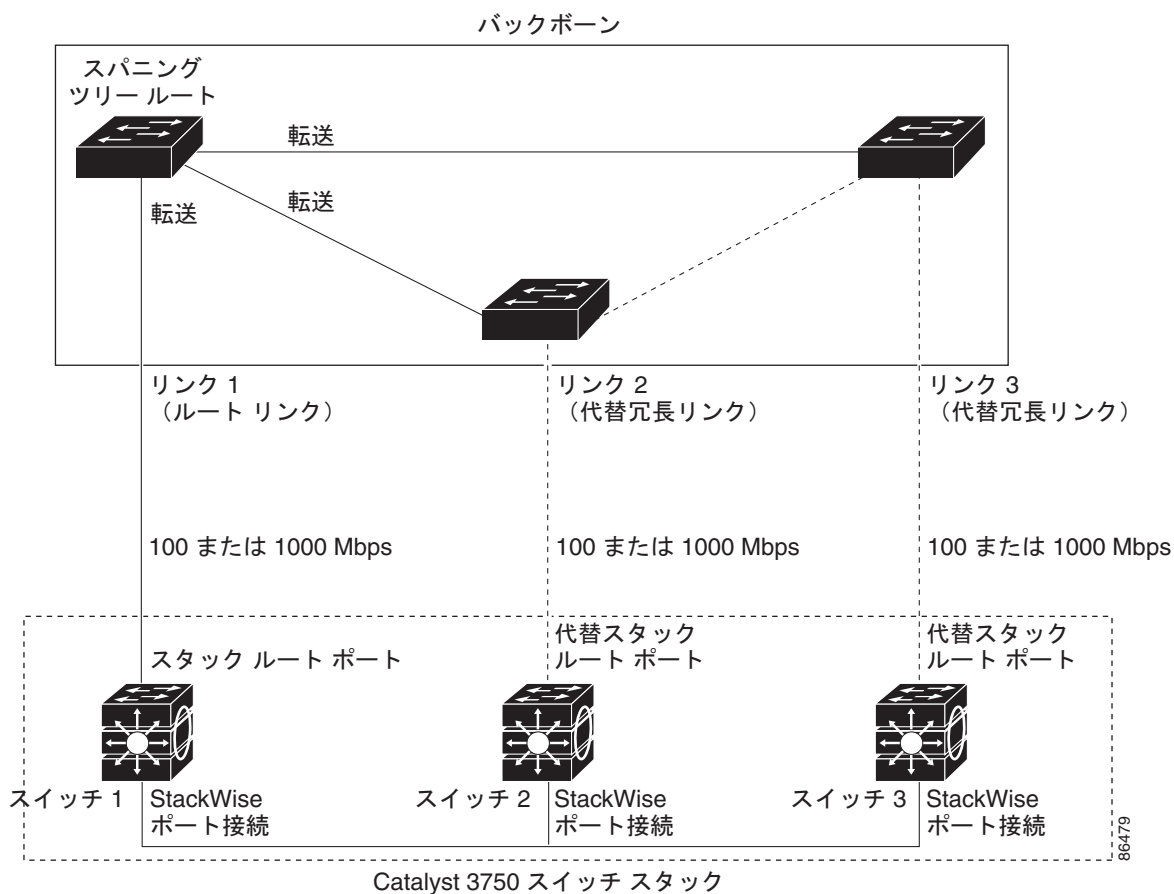 バックボーン
スパニング
ツリー ルート
転送
転送
転送
リンク 1
（ルート リンク）
リンク 2
（代替冗長リンク）
リンク 3
（代替冗長リンク）
100 または 1000 Mbps
100 または 1000 Mbps
100 または 1000 Mbps
スタック ルート ポート
代替スタック
ルート ポート
代替スタック
ルート ポート
スイッチ 1
StackWise
ポート接続
スイッチ 2
StackWise
ポート接続
スイッチ 3
StackWise
ポート接続
86479
Catalyst 3750 スイッチ スタック